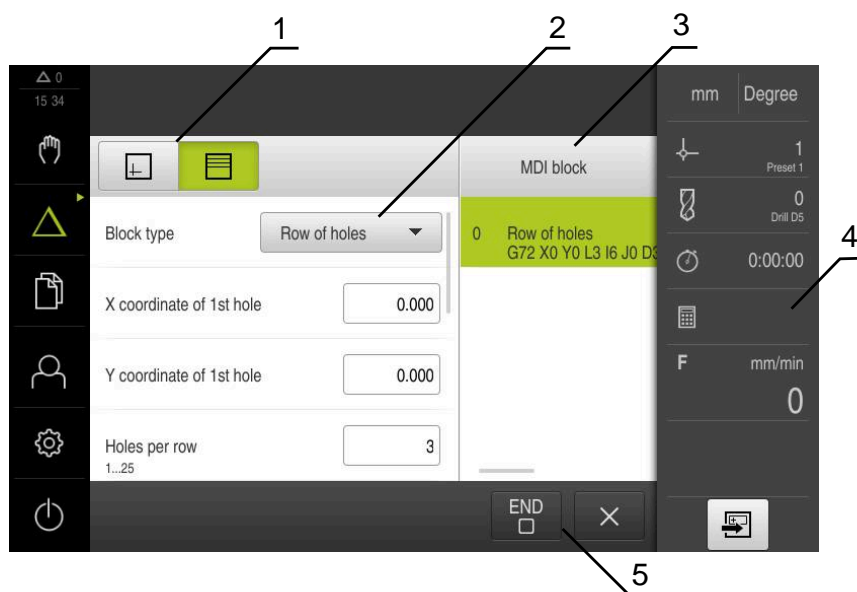 1
2
3
0
15 34
mm
Degree
MDI block
1
Preset 1
0
Drill D5
Block type
Row of holes
0
Row of holes
G72 X0 Y0 L3 I6 J0 D3
4
0:00:00
X coordinate of 1st hole
0.000
F
mm/min
0
Y coordinate of 1st hole
0.000
Holes per row
1...25
3
END
5